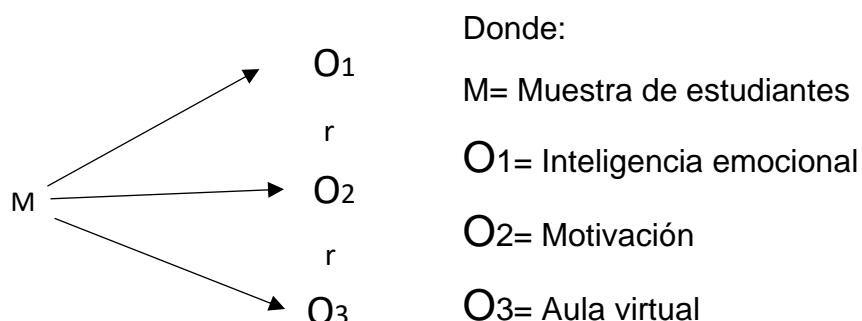 Donde:
O1
M= Muestra de estudiantes
r
O1= Inteligencia emocional
M
O2
O2= Motivación
r
O3
O3= Aula virtual